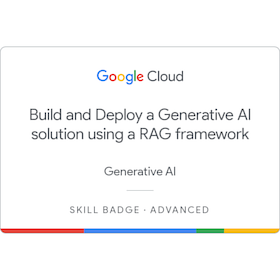 Google Cloud
Build and Deploy a Generative AI
solution using a RAG framework
Generative AI
SKILL BADGE · ADVANCED